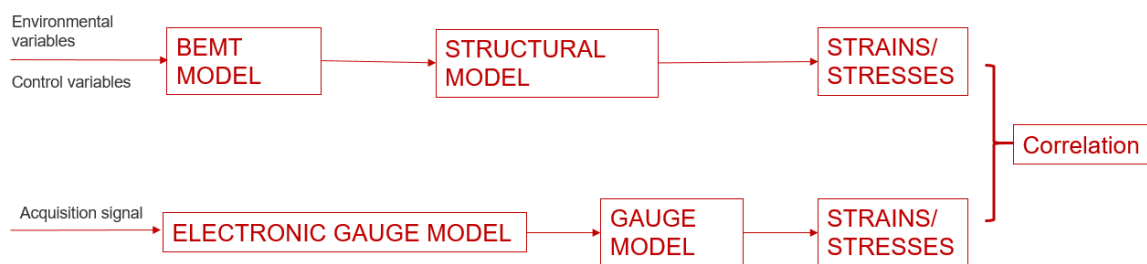 Environmental
variables
Control variables
BEMT
MODEL
STRUCTURAL
MODEL
STRAINS/
STRESSES
Correlation
Acquisition signal
ELECTRONIC GAUGE MODEL
GAUGE
MODEL
STRAINS/
STRESSES